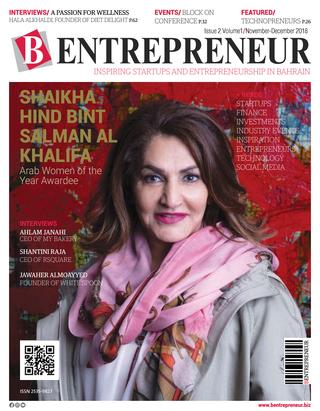 INTERVIEWS/ A PASSION FOR WELLNESS
HALA ALKHALDI, FOUNDER OF DIET DELIGHT P.62
EVENTS/ BLOCK ON
CONFERENCE P.32
FEATURED/
TECHNOPRENEURS P.26
Issue 2 Volume1/November-December 2018
B ENTREPRENEUR
INSPIRING STARTUPS AND ENTREPRENEURSHIP IN BAHRAIN
SHAIKHA
HIND BINT
SALMAN AL
KHALIFA
Arab Women of the
Year Awardee
STARTUPS
FINANCE
INVESTMENTS
INDUSTRY EVENTS
INSPIRATION
ENTREPRENEURS
TECHNOLOGY
SOCIAL MEDIA
INTERVIEWS
AHLAM JANAHI
CEO OF MY BAKERY
SHANTINI RAJA
CEO OF RSQUARE
JAWAHER ALMOAYYED
FOUNDER OF WHITESPOON
ISSN 2535-9827
BENTREPRENEUR
www.bentrepreneur.biz